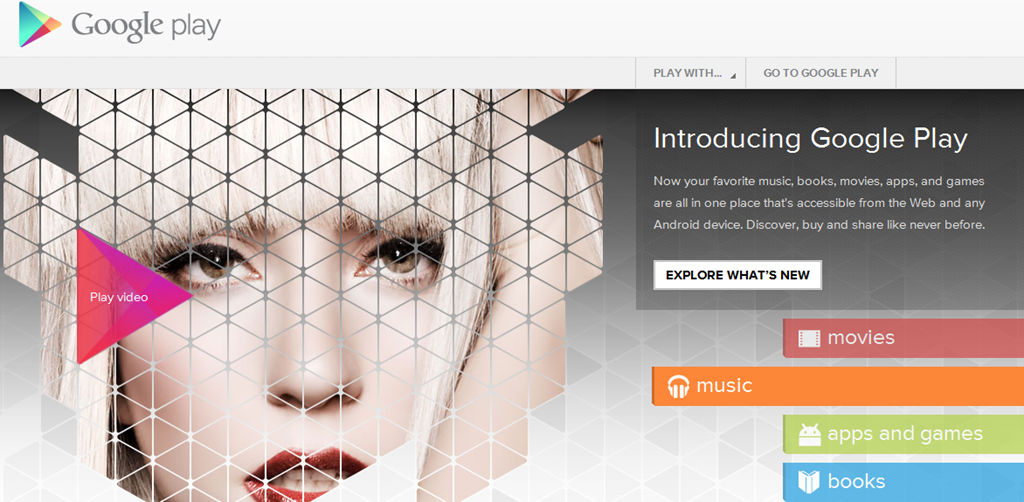 Google play
PLAY WITH...
GO TO GOOGLE PLAY
Introducing Google Play
Now your favorite music, books, movies, apps, and games
are all in one place that's accessible from the Web and any
Android device. Discover, buy and share like never before.
EXPLORE WHAT'S NEW
Play video
movies
music
apps and games
books